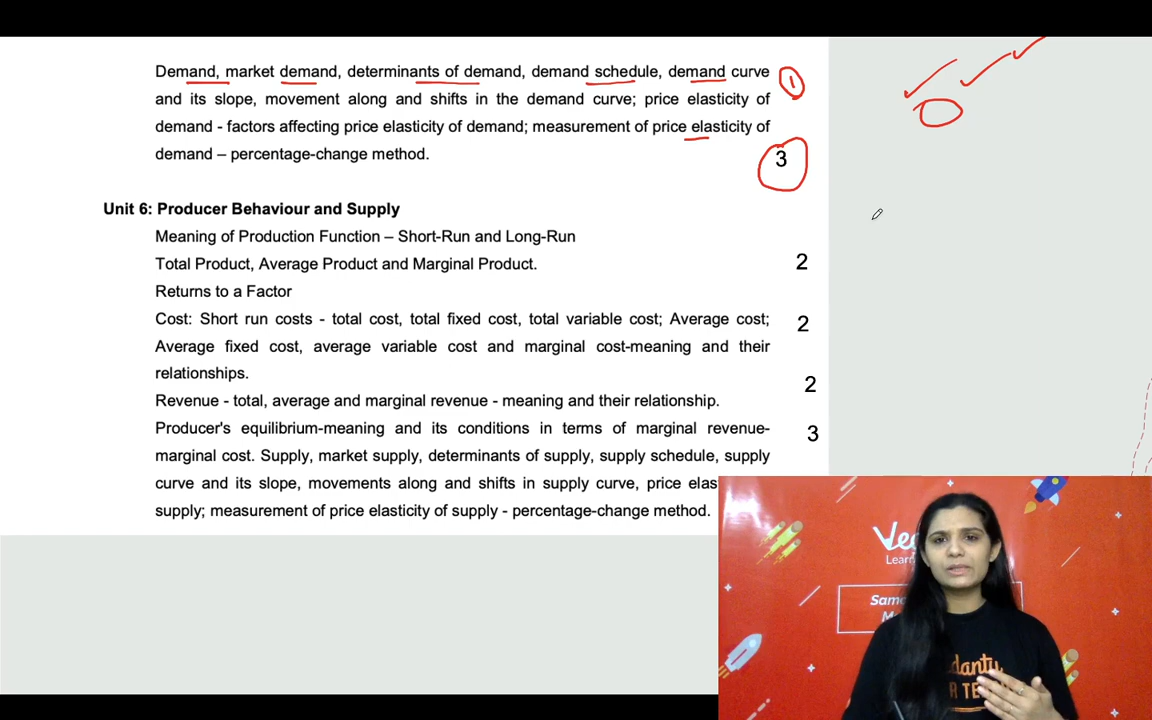 Demand, market demand, determinants of demand, demand schedule, demand curve
and its slope, movement along and shifts in the demand curve; price elasticity of
demand - factors affecting price elasticity of demand; measurement of price elasticity of
demand – percentage-change method.
1
3
Unit 6: Producer Behaviour and Supply
Meaning of Production Function – Short-Run and Long-Run
Total Product, Average Product and Marginal Product.
2
Returns to a Factor
Cost: Short run costs - total cost, total fixed cost, total variable cost; Average cost;
2
Average fixed cost, average variable cost and marginal cost-meaning and their
relationships.
2
Revenue - total, average and marginal revenue - meaning and their relationship.
Producer's equilibrium-meaning and its conditions in terms of marginal revenue-
3
marginal cost. Supply, market supply, determinants of supply, supply schedule, supply
curve and its slope, movements along and shifts in supply curve, price elas
supply; measurement of price elasticity of supply - percentage-change method.
Ve
Learn
Sam
M
danty
R TE